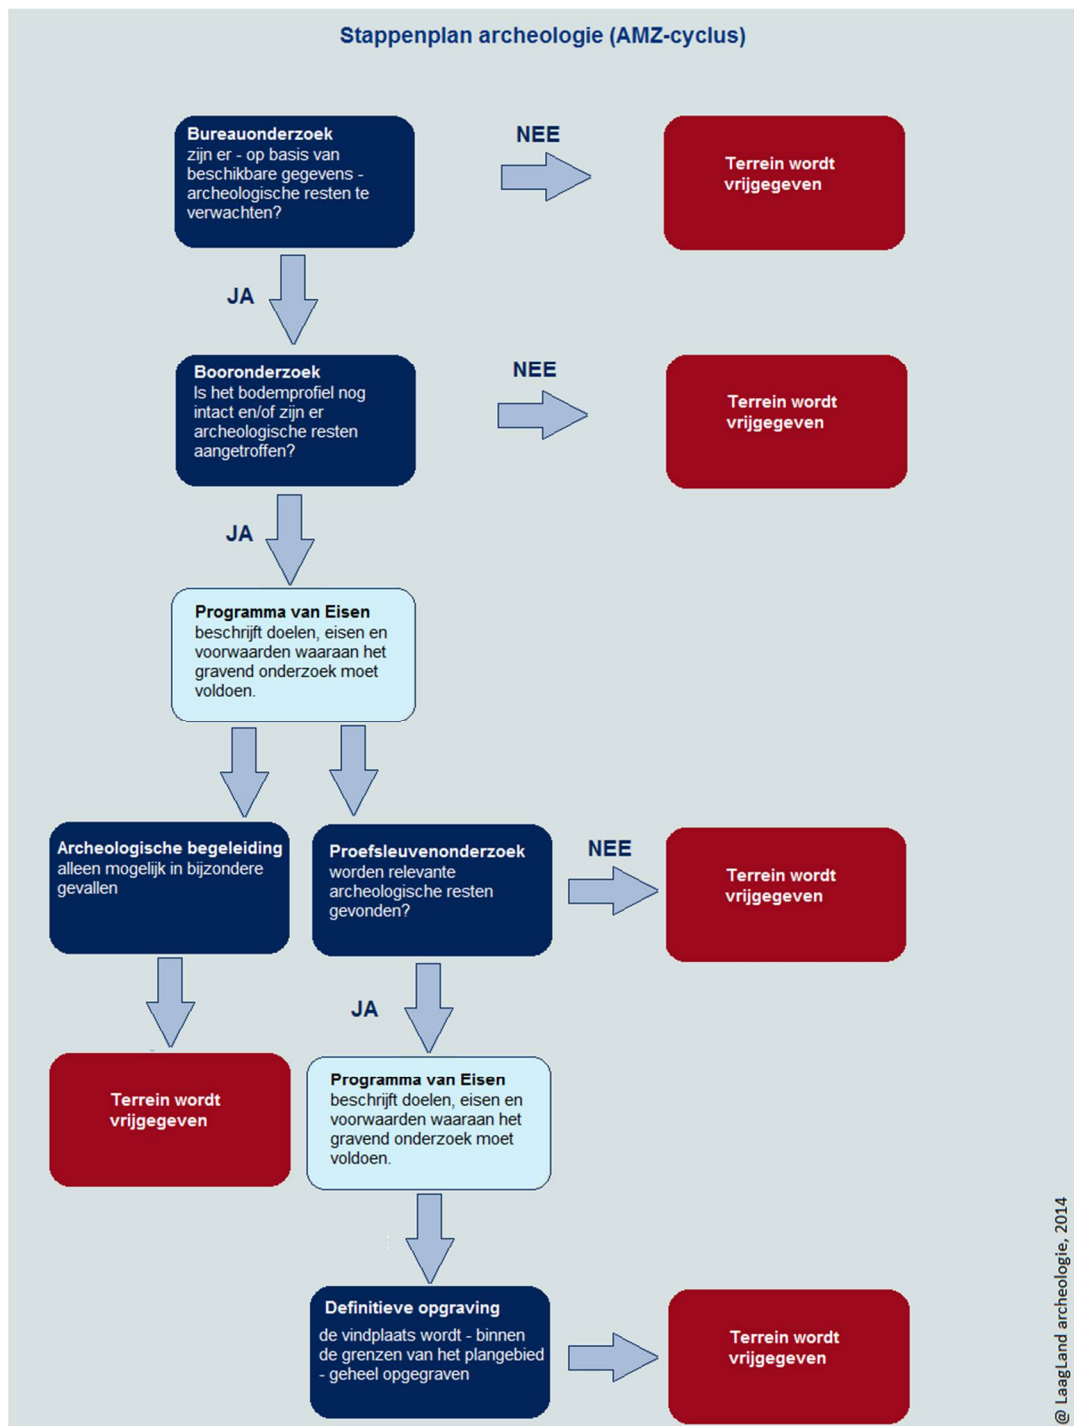 Stappenplan archeologie (AMZ-cyclus)
Bureauonderzoek
zijn er - op basis van
beschikbare gegevens -
archeologische resten te
verwachten?
NEE
Terrein wordt
vrijgegeven
JA
Booronderzoek
Is het bodemprofiel nog
intact en/of zijn er
archeologische resten
aangetroffen?
NEE
Terrein wordt
vrijgegeven
JA
Programma van Eisen
beschrijft doelen, eisen en
voorwaarden waaraan het
gravend onderzoek moet
voldoen.
Archeologische begeleiding
alleen mogelijk in bijzondere
gevallen
Proefsleuvenonderzoek
worden relevante
archeologische resten
gevonden?
NEE
Terrein wordt
vrijgegeven
JA
Terrein wordt
vrijgegeven
Programma van Eisen
beschrijft doelen, eisen en
voorwaarden waaraan het
gravend onderzoek moet
voldoen.
Definitieve opgraving
de vindplaats wordt - binnen
de grenzen van het plangebied
- geheel opgegraven
Terrein wordt
vrijgegeven
@ LaagLand archeologie, 2014